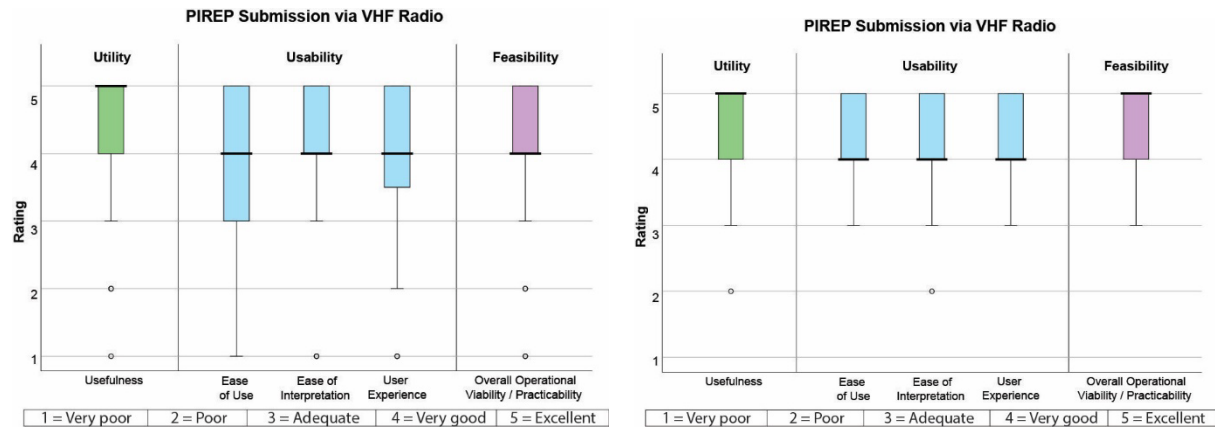 PIREP Submission via VHF Radio
Utility Usability Feasibility
5
4
3
2
1
Rating
Usefulness
Ease of Use
Ease of Interpretation
User Experience
Overall Operational Viability / Practicability
1 = Very poor 2 = Poor 3 = Adequate 4 = Very good 5 = Excellent
PIREP Submission via VHF Radio
Utility Usability Feasibility
5
4
3
2
1
Rating
Usefulness
Ease of Use
Ease of Interpretation
User Experience
Overall Operational Viability / Practicability
1 = Very poor 2 = Poor 3 = Adequate 4 = Very good 5 = Excellent